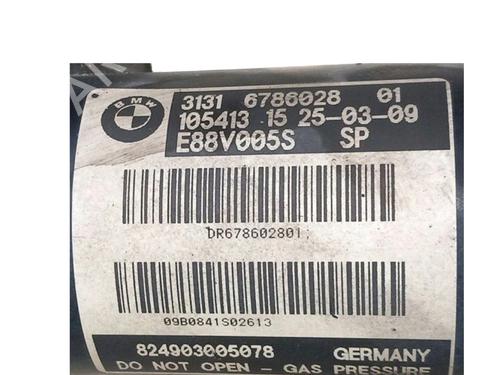 BMW
3131 6786028 01
105413 15 25-03-09
E88V005S SP
DR678602801
09B0841S02613
824903005078 GERMANY
DO NOT OPEN - GAS PRESSURE